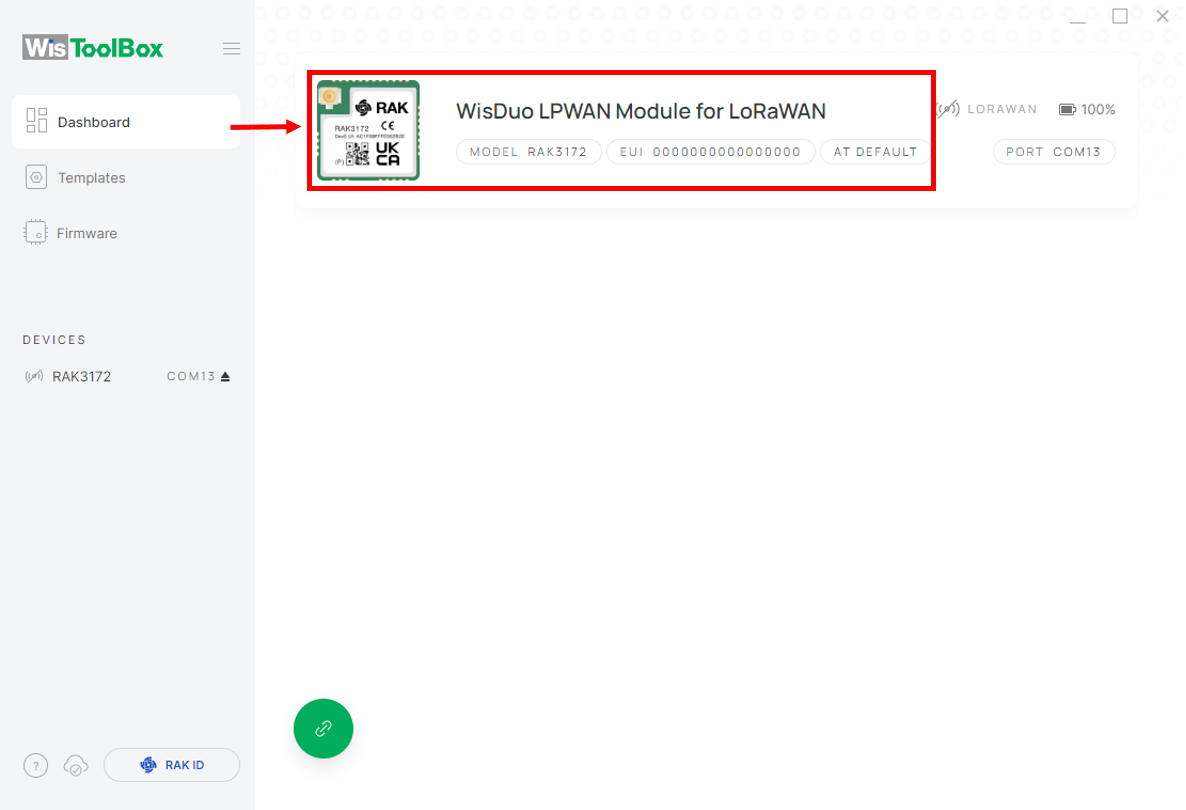 WisToolBox
Dashboard
Templates
Firmware
DEVICES
RAK3172 COM13
?
RAK ID
RAK
RAK3172 CE
UK
CA
(P)
WisDuo LPWAN Module for LoRaWAN
MODEL RAK3172
EUI 0000000000000000
AT DEFAULT
LORAWAN
100%
PORT COM13